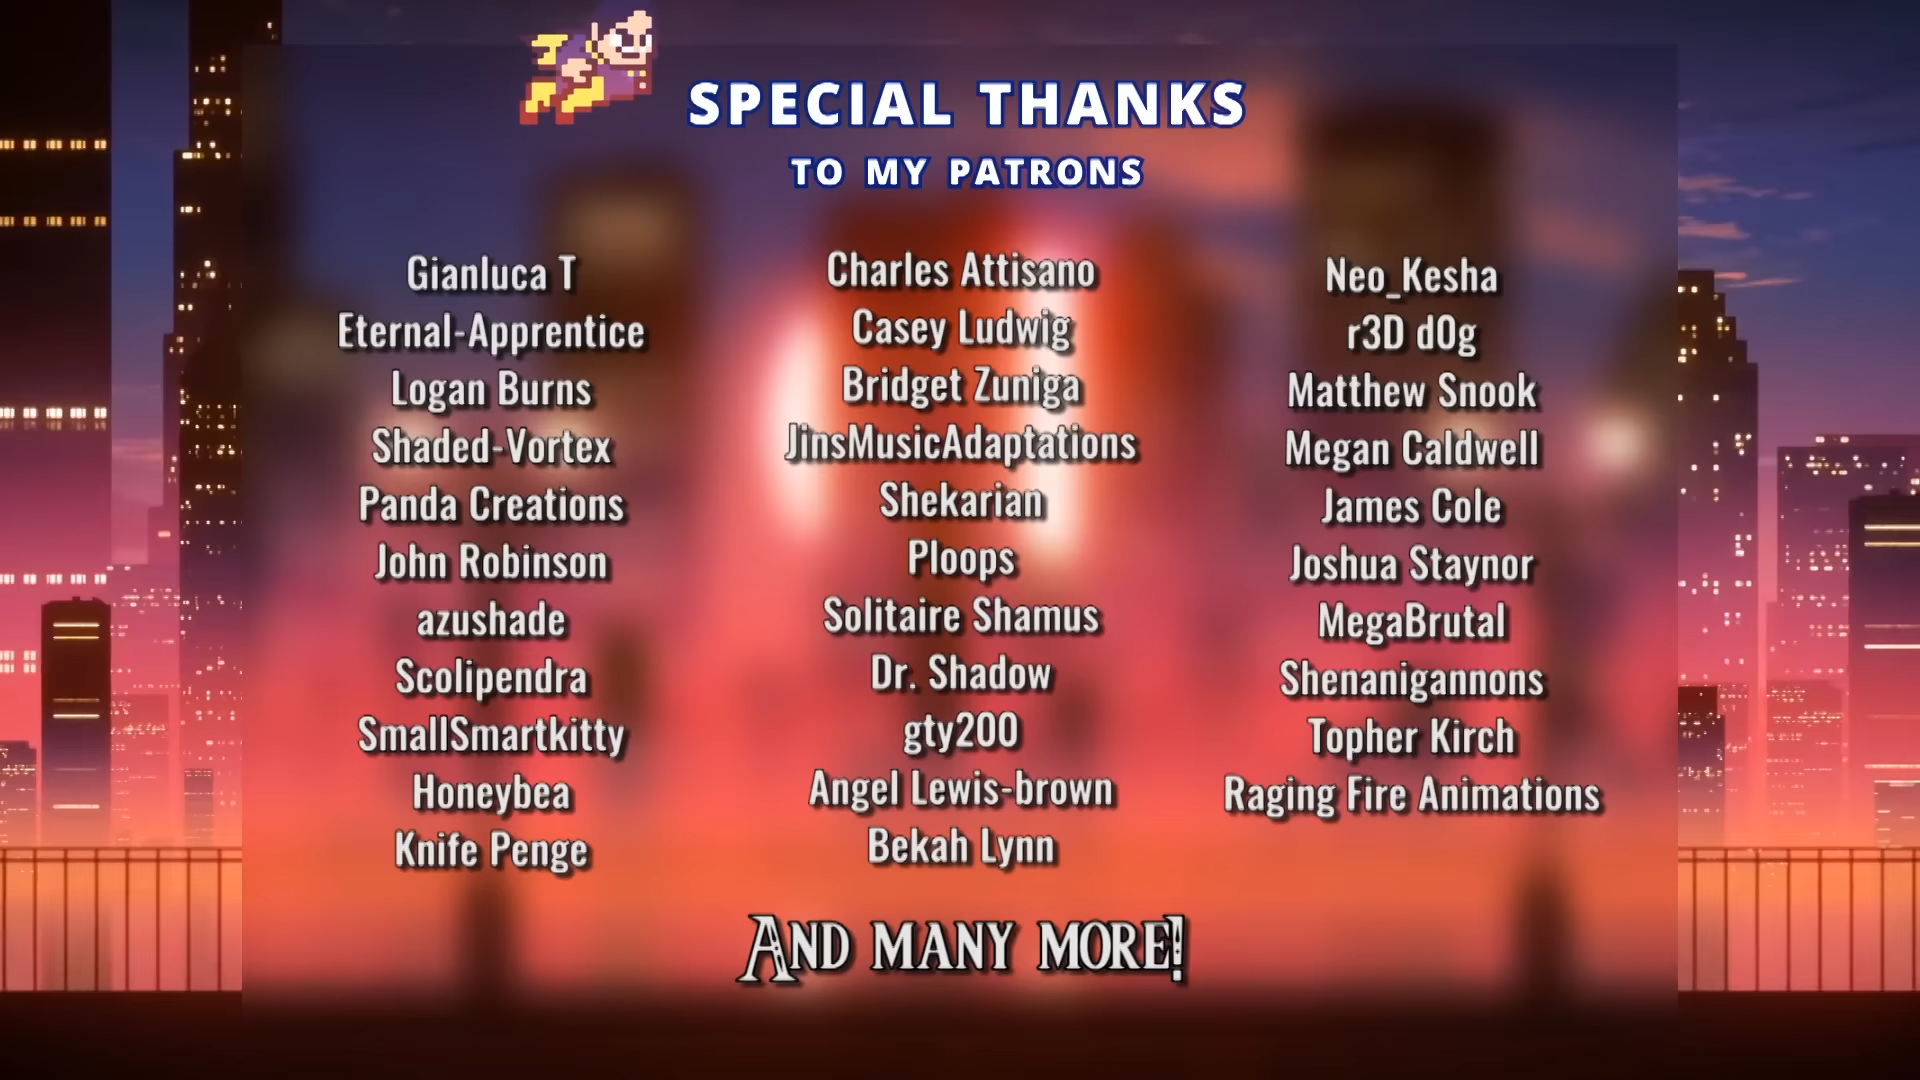 SPECIAL THANKS
TO MY PATRONS
Gianluca T
Eternal-Apprentice
Logan Burns
Shaded-Vortex
Panda Creations
John Robinson
azushade
Scolipendra
SmallSmartkitty
Honeybea
Knife Penge
Charles Attisano
Casey Ludwig
Bridget Zuniga
JinsMusicAdaptations
Shekarian
Ploops
Solitaire Shamus
Dr. Shadow
gty200
Angel Lewis-brown
Bekah Lynn
Neo_Kesha
r3D d0g
Matthew Snook
Megan Caldwell
James Cole
Joshua Staynor
MegaBrutal
Shenanigannons
Topher Kirch
Raging Fire Animations
AND MANY MORE!